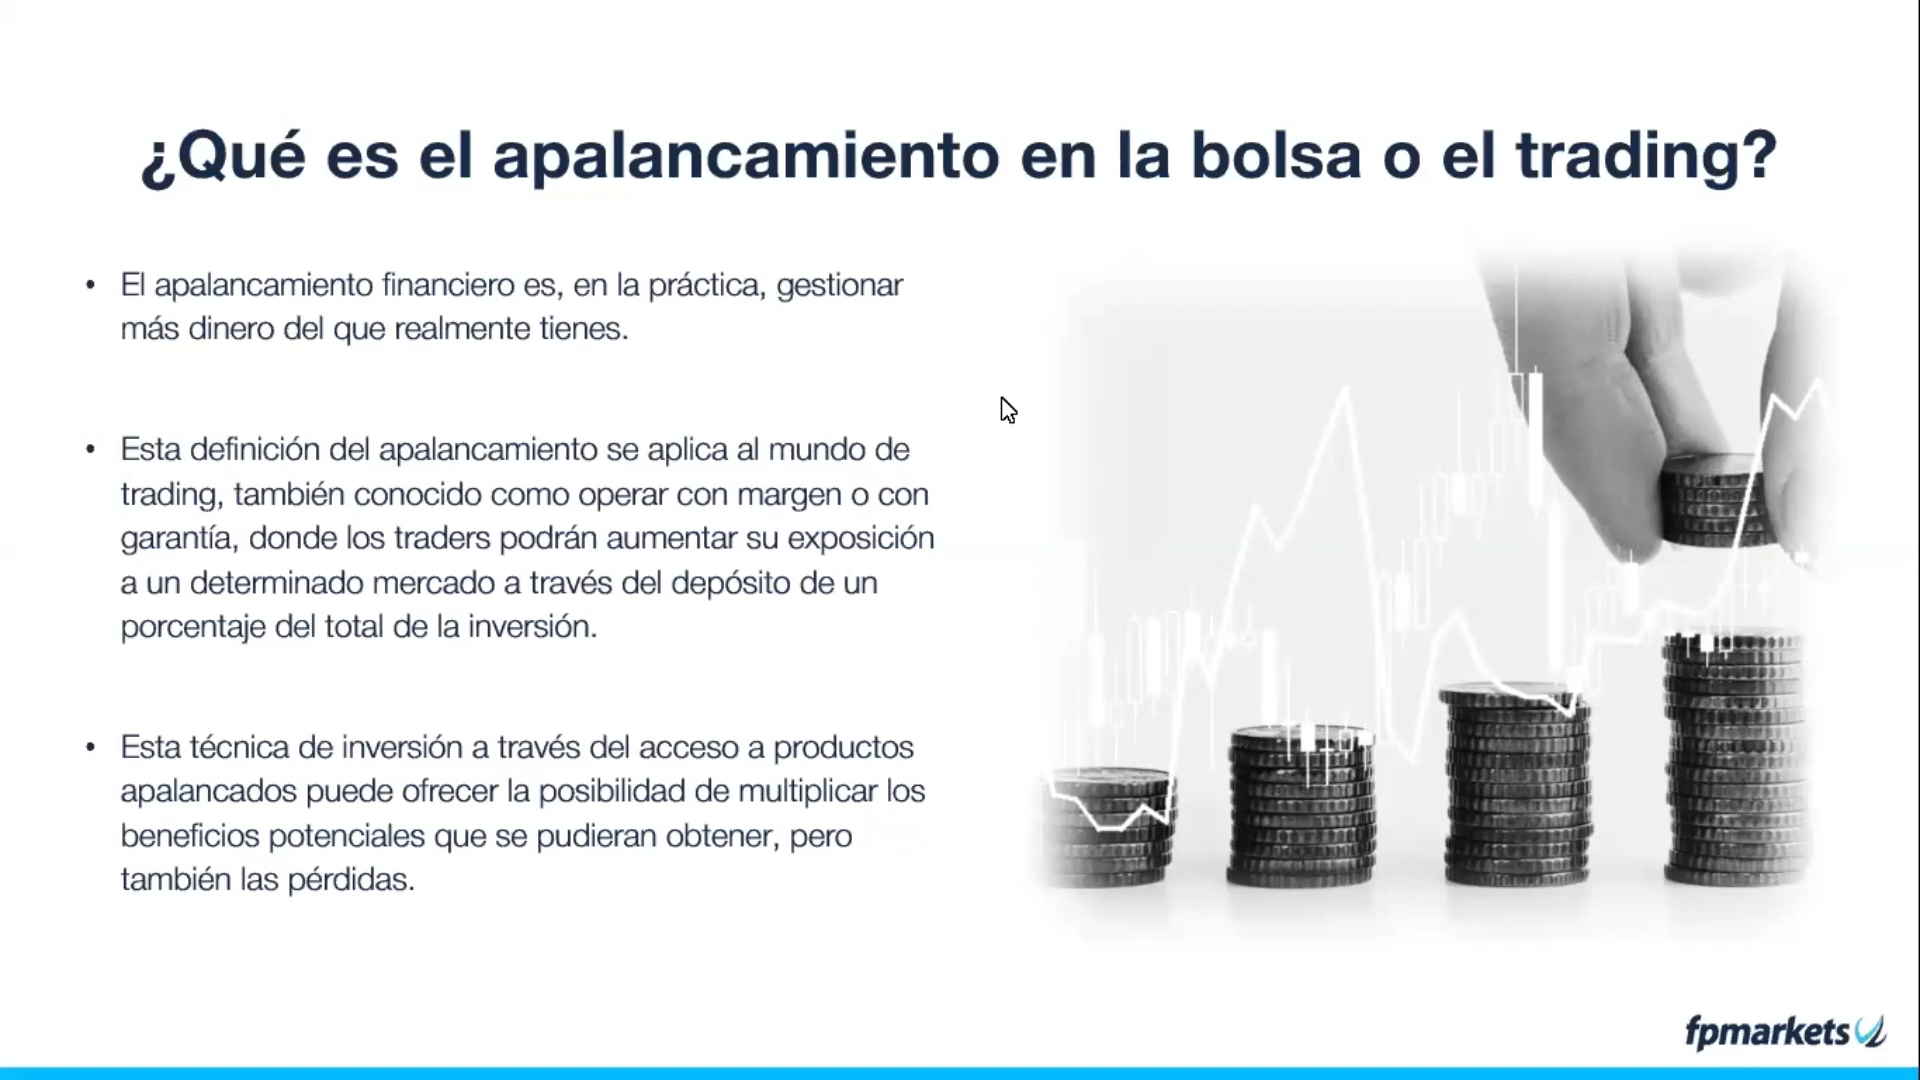 ¿Qué es el apalancamiento en la bolsa o el trading?
• El apalancamiento financiero es, en la práctica, gestionar
más dinero del que realmente tienes.
• Esta definición del apalancamiento se aplica al mundo de
trading, también conocido como operar con margen o con
garantía, donde los traders podrán aumentar su exposición
a un determinado mercado a través del depósito de un
porcentaje del total de la inversión.
• Esta técnica de inversión a través del acceso a productos
apalancados puede ofrecer la posibilidad de multiplicar los
beneficios potenciales que se pudieran obtener, pero
también las pérdidas.
fpmarkets